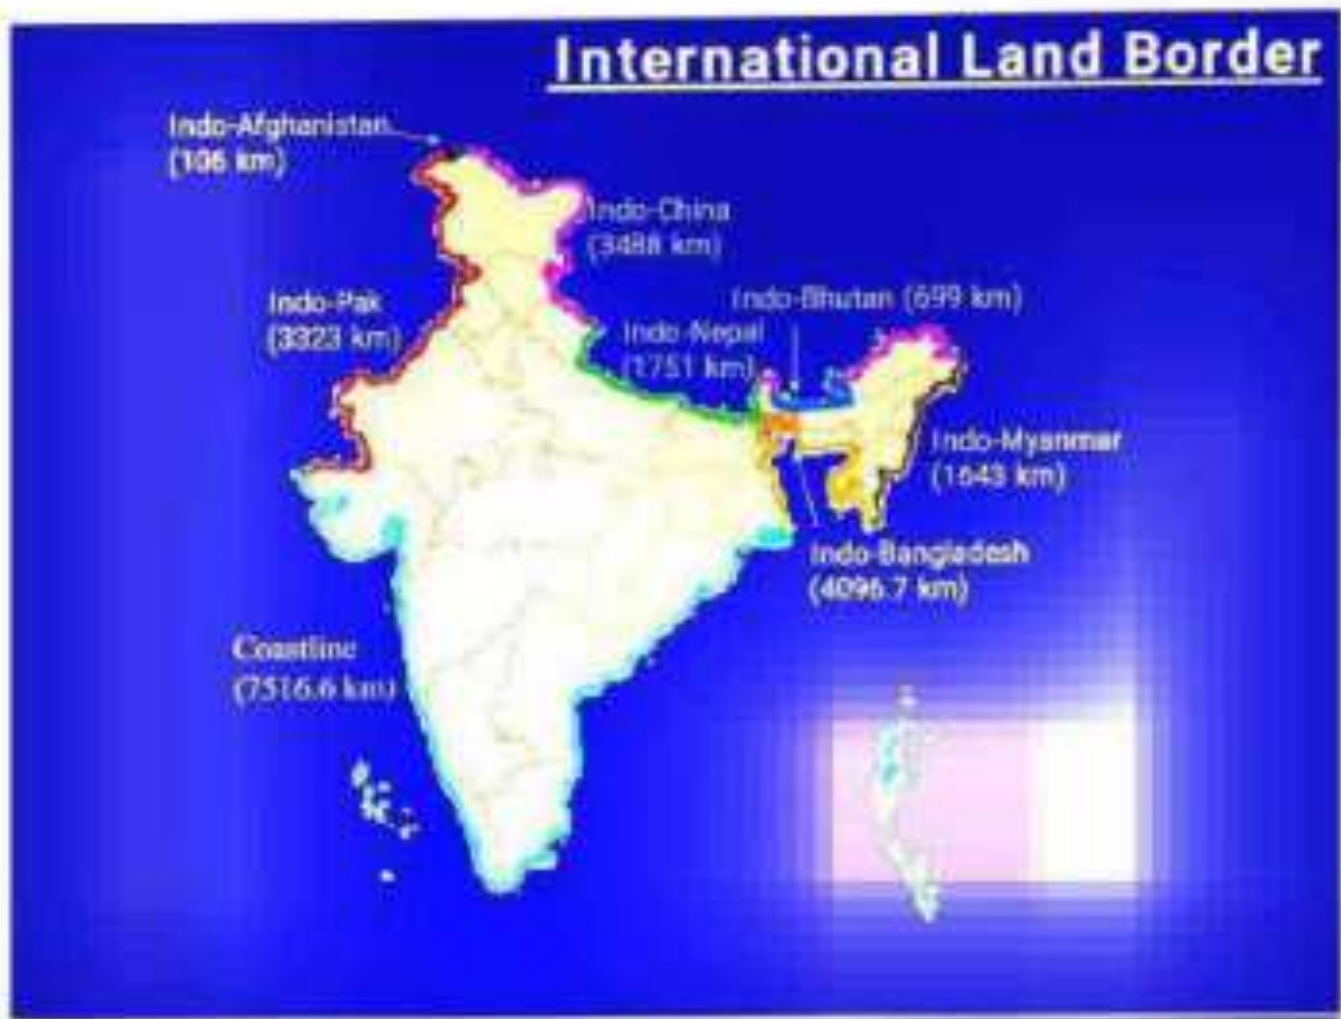 International Land Border
Indo-Afghanistan
(106 km)
Indo-China
(3488 km)
Indo-Pak
(3323 km)
Indo-Bhutan (699 km)
Indo-Nepal
(1751 km)
Indo-Myanmar
(1643 km)
Indo-Bangladesh
(4096.7 km)
Coastline
(7516.6 km)